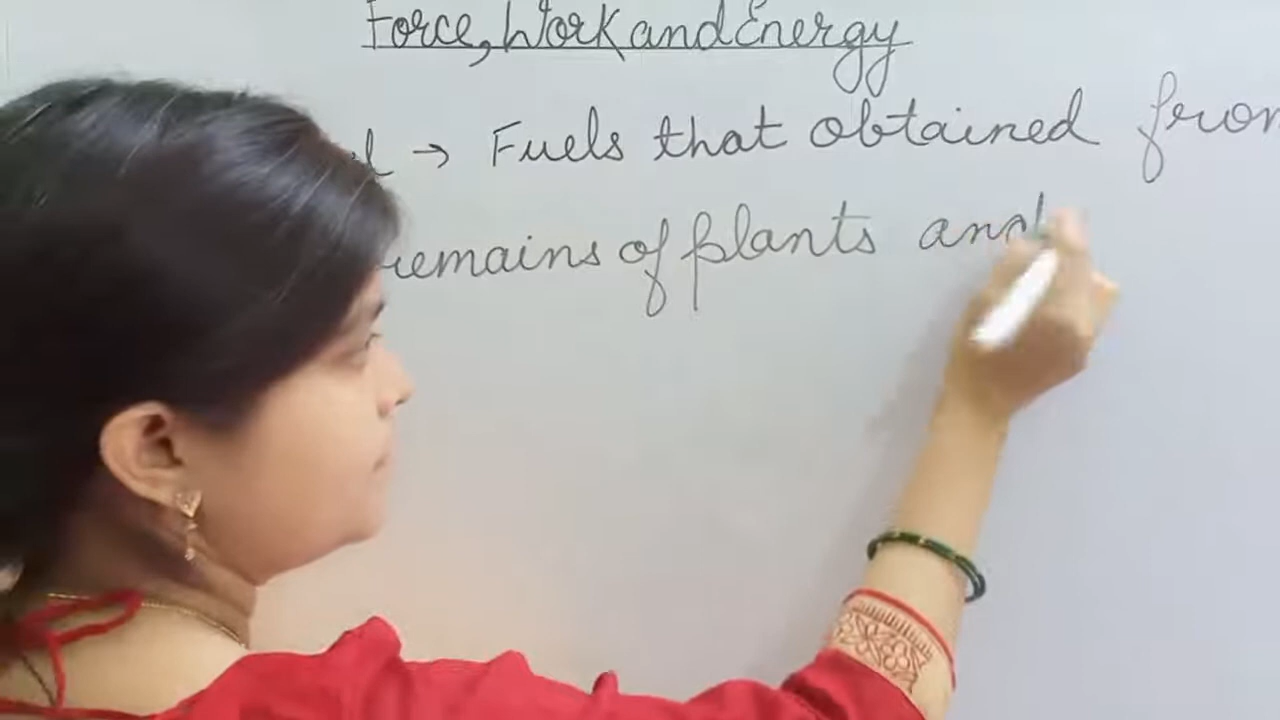 Force, Work and Energy
→ Fuels that obtained from
remains of plants and